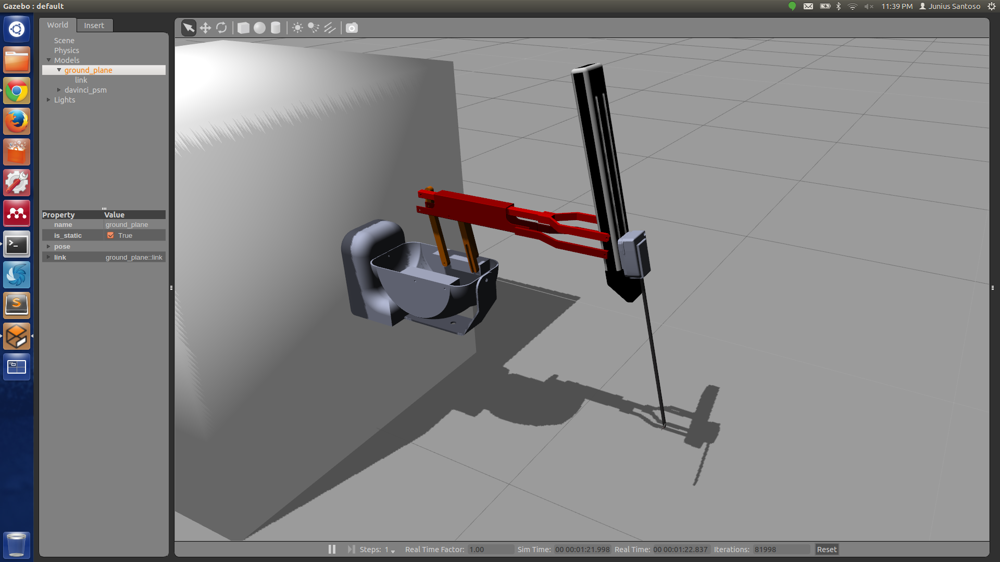 Gazebo : default
11:39 PM Junius Santoso
World Insert
Scene
Physics
Models
ground_plane
link
davinci_psm
Lights
Property Value
name ground_plane
is_static True
pose
link ground_plane::link
>_
S
Steps: 1 Real Time Factor: 1.00 Sim Time: 00 00:01:21.998 Real Time: 00 00:01:22.837 Iterations: 81998 Reset